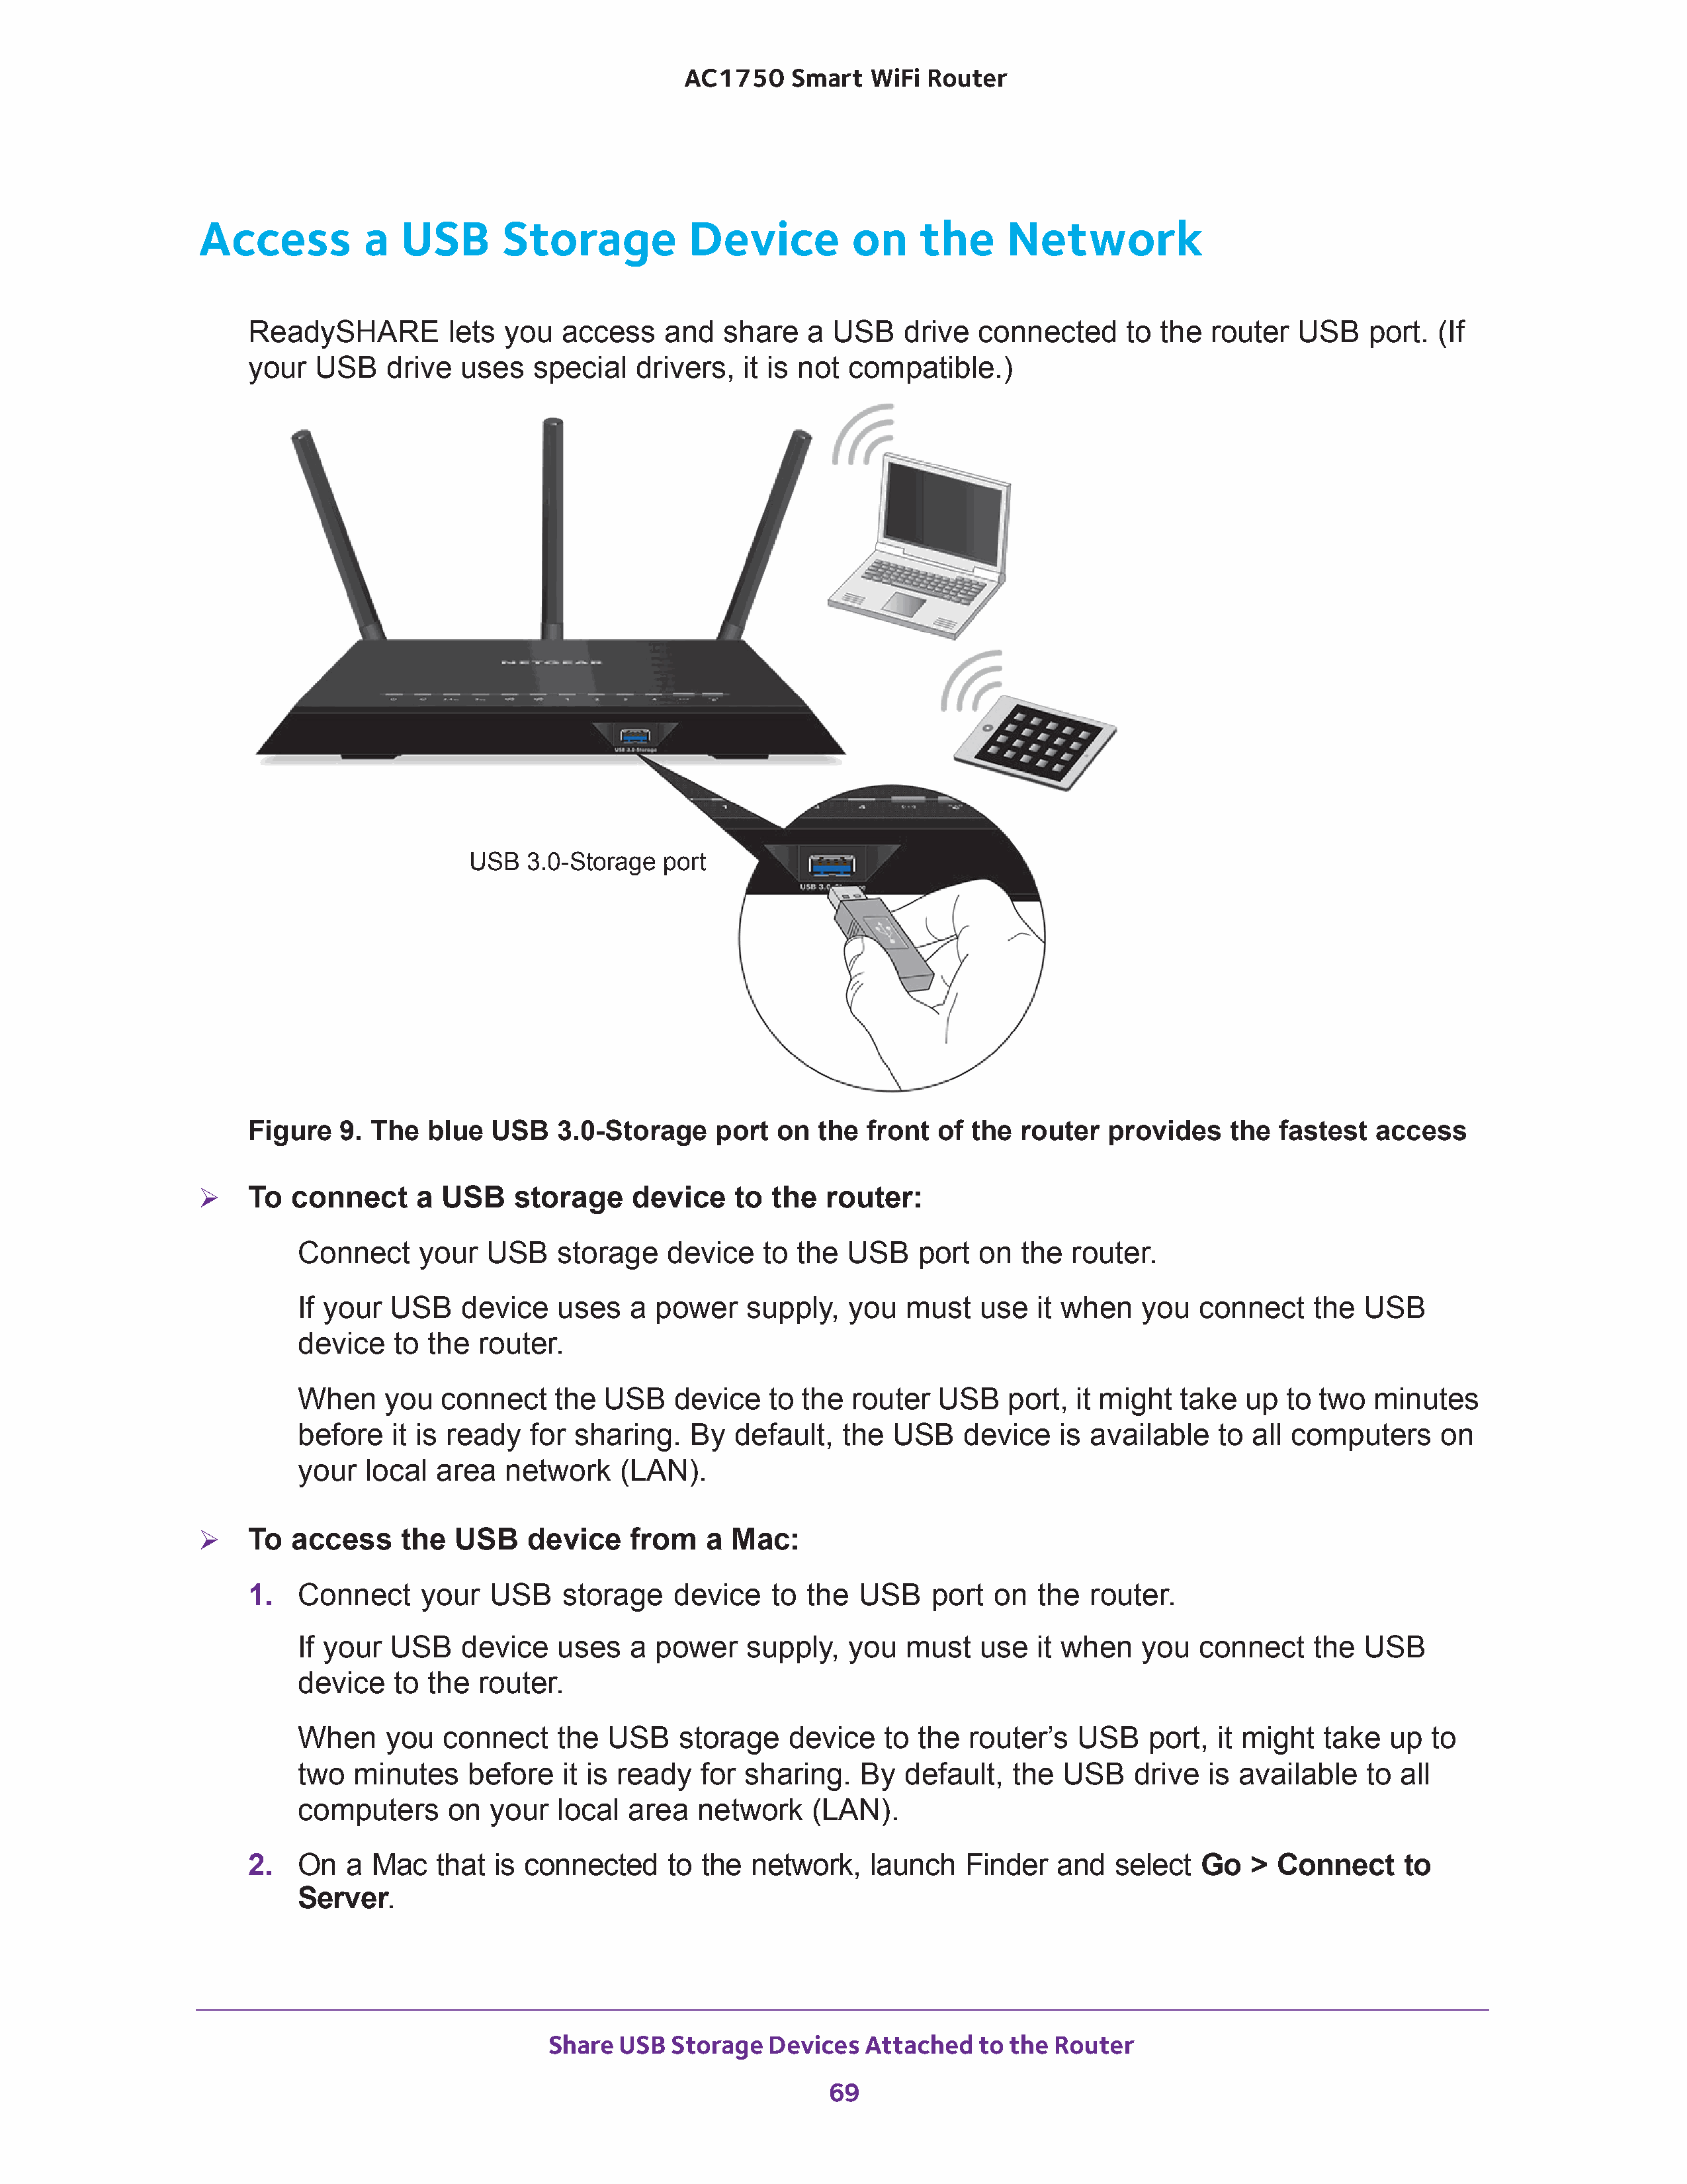 AC1750 Smart WiFi Router
Access a USB Storage Device on the Network
ReadySHARE lets you access and share a USB drive connected to the router USB port. (If
your USB drive uses special drivers, it is not compatible.)
NETGEAR
USB 3.0-Storage
1
4
USB 3.0-Storage port
USB 3.0
Figure 9. The blue USB 3.0-Storage port on the front of the router provides the fastest access
➢ To connect a USB storage device to the router:
Connect your USB storage device to the USB port on the router.
If your USB device uses a power supply, you must use it when you connect the USB
device to the router.
When you connect the USB device to the router USB port, it might take up to two minutes
before it is ready for sharing. By default, the USB device is available to all computers on
your local area network (LAN).
➢ To access the USB device from a Mac:
1. Connect your USB storage device to the USB port on the router.
If your USB device uses a power supply, you must use it when you connect the USB
device to the router.
When you connect the USB storage device to the router’s USB port, it might take up to
two minutes before it is ready for sharing. By default, the USB drive is available to all
computers on your local area network (LAN).
2. On a Mac that is connected to the network, launch Finder and select Go > Connect to
Server.
Share USB Storage Devices Attached to the Router
69